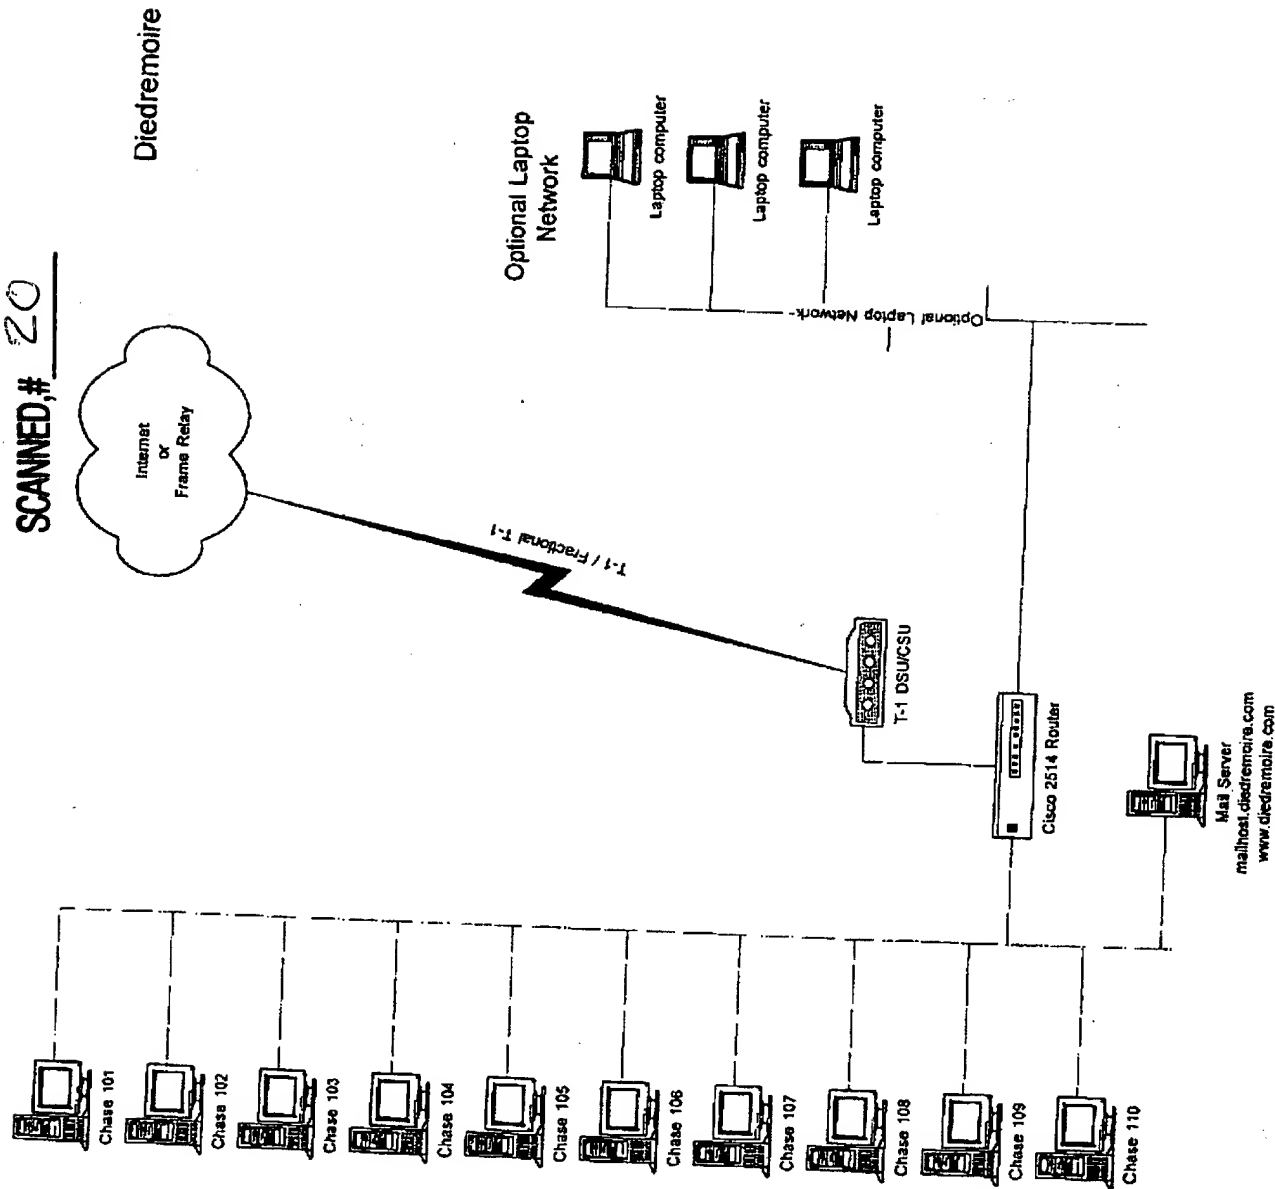 SCANNED,# 20
Diedremoire
Internet
or
Frame Relay
T-1 / Fractional T-1
Optional Laptop
Network
Laptop computer
Laptop computer
Laptop computer
Optional Laptop Network
T-1 DSU/CSU
Cisco 2514 Router
Mail Server
mailhost.diedremoire.com
www.diedremoire.com
Chase 101
Chase 102
Chase 103
Chase 104
Chase 105
Chase 106
Chase 107
Chase 108
Chase 109
Chase 110